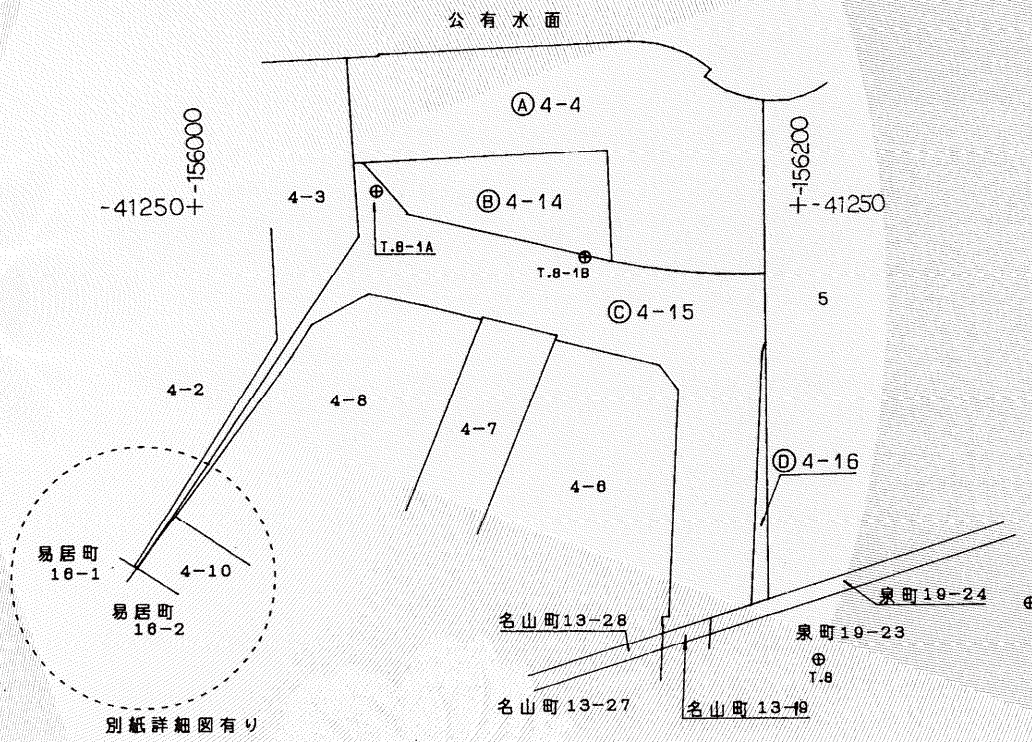 公有水面
Ⓐ4-4
-156000
-156200
4-3
Ⓑ4-14
-41250+
+-41250
T.8-1A
T.8-1B
Ⓒ4-15
5
4-2
4-8
4-7
4-6
Ⓓ4-16
易居町
16-1
4-10
易居町
16-2
名山町13-28
泉町19-24
泉町19-23
T.8
名山町13-27
名山町13-19
別紙詳細図有り